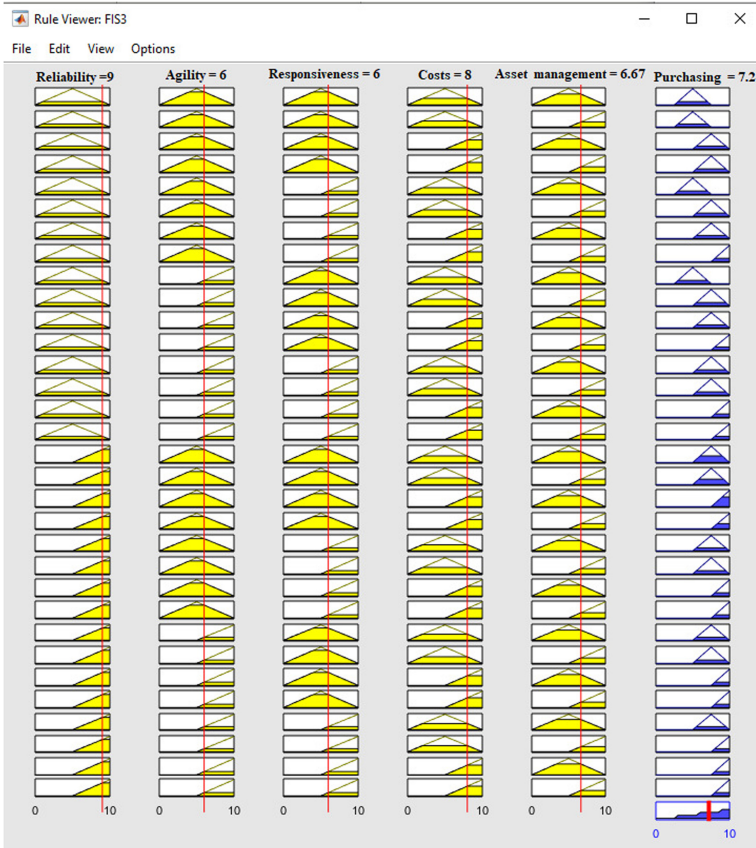 Rule Viewer: FIS3
File Edit View Options
Reliability =9 Agility = 6 Responsiveness = 6 Costs = 8 Asset management = 6.67 Purchasing = 7.2
0 10 0 10 0 10 0 10 0 10
0 10